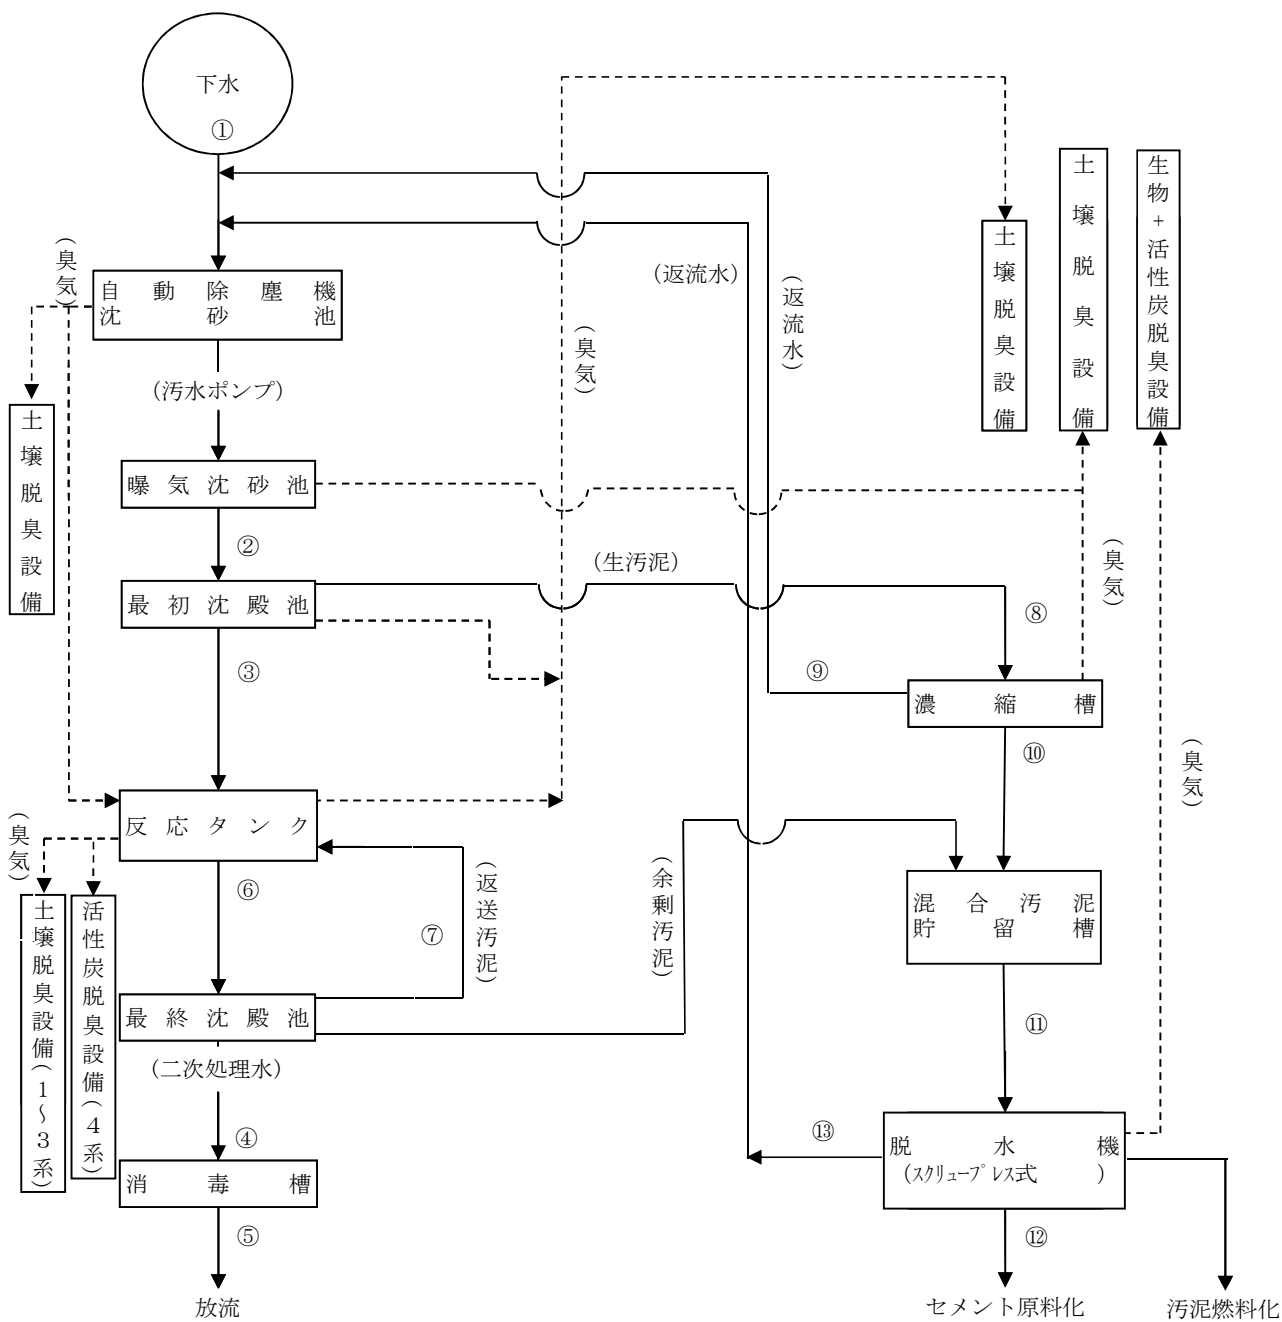 下水
①
(臭気)
自動除塵機
沈砂池
(汚水ポンプ)
土壌脱臭設備
曝気沈砂池
②
最初沈殿池
③
反応タンク
(臭気)
⑥
⑦
(返送汚泥)
土壌脱臭設備(1～3系)
活性炭脱臭設備(4系)
最終沈殿池
(二次処理水)
④
消毒槽
⑤
放流
(臭気)
(返流水)
(返流水)
土壌脱臭設備
土壌脱臭設備
生物+活性炭脱臭設備
(生汚泥)
(臭気)
⑧
⑨
濃縮槽
⑩
(臭気)
(余剰汚泥)
混合汚泥
貯留槽
⑪
⑬
脱水機
(スクリュープレス式)
⑫
セメント原料化
汚泥燃料化